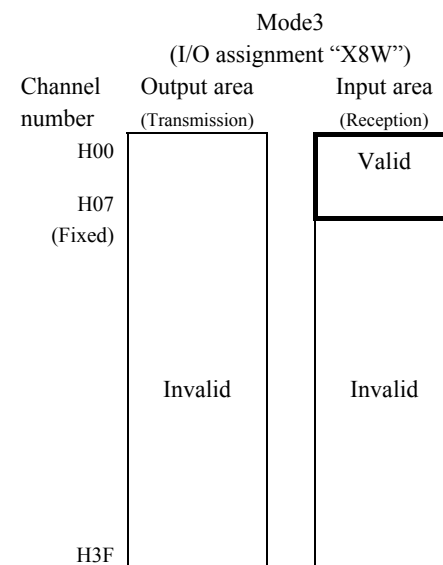 Mode3
(I/O assignment “X8W”)
Channel Output area Input area
number (Transmission) (Reception)
H00 Valid
H07
(Fixed)
Invalid Invalid
H3F